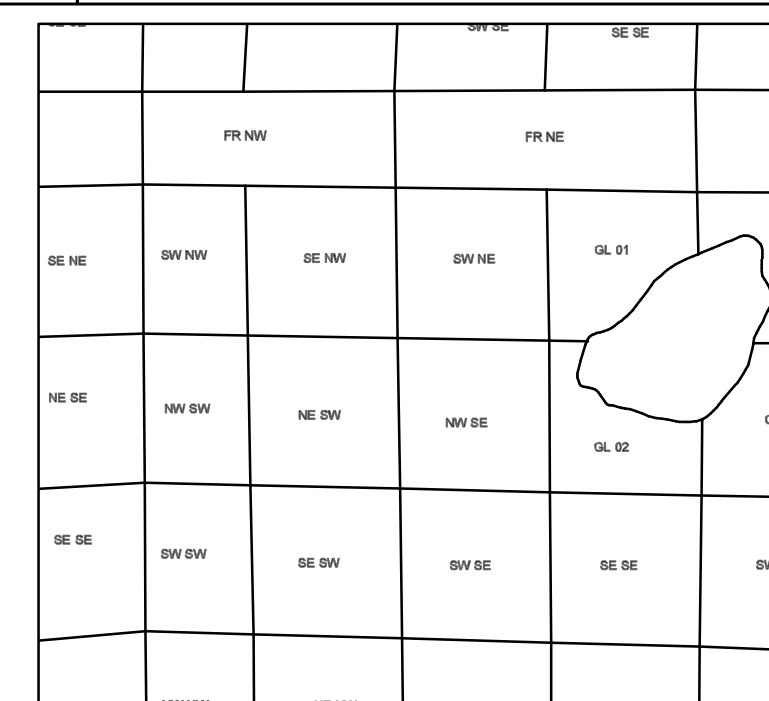 SW SE
SE SE
FR NW
FR NE
SE NE
SW NW
SE NW
SW NE
GL 01
NE SE
NW SW
NE SW
NW SE
GL 02
SE SE
SW SW
SE SW
SW SE
SE SE